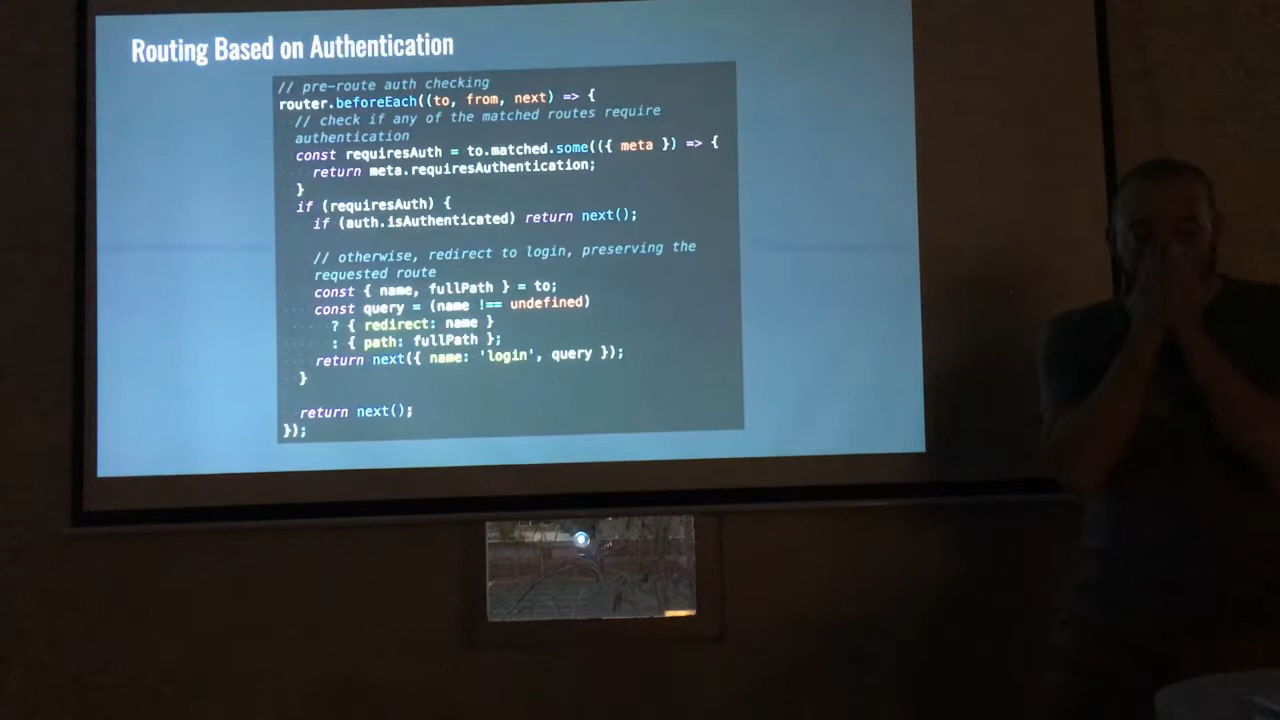 Routing Based on Authentication
// pre-route auth checking
router.beforeEach((to, from, next) => {
// check if any of the matched routes require
authentication
const requiresAuth = to.matched.some(({ meta }) => {
return meta.requiresAuthentication;
}
if (requiresAuth) {
if (auth.isAuthenticated) return next();
// otherwise, redirect to login, preserving the
requested route
const { name, fullPath } = to;
const query = (name !== undefined)
? { redirect: name }
: { path: fullPath };
return next({ name: 'login', query });
}
return next();
});